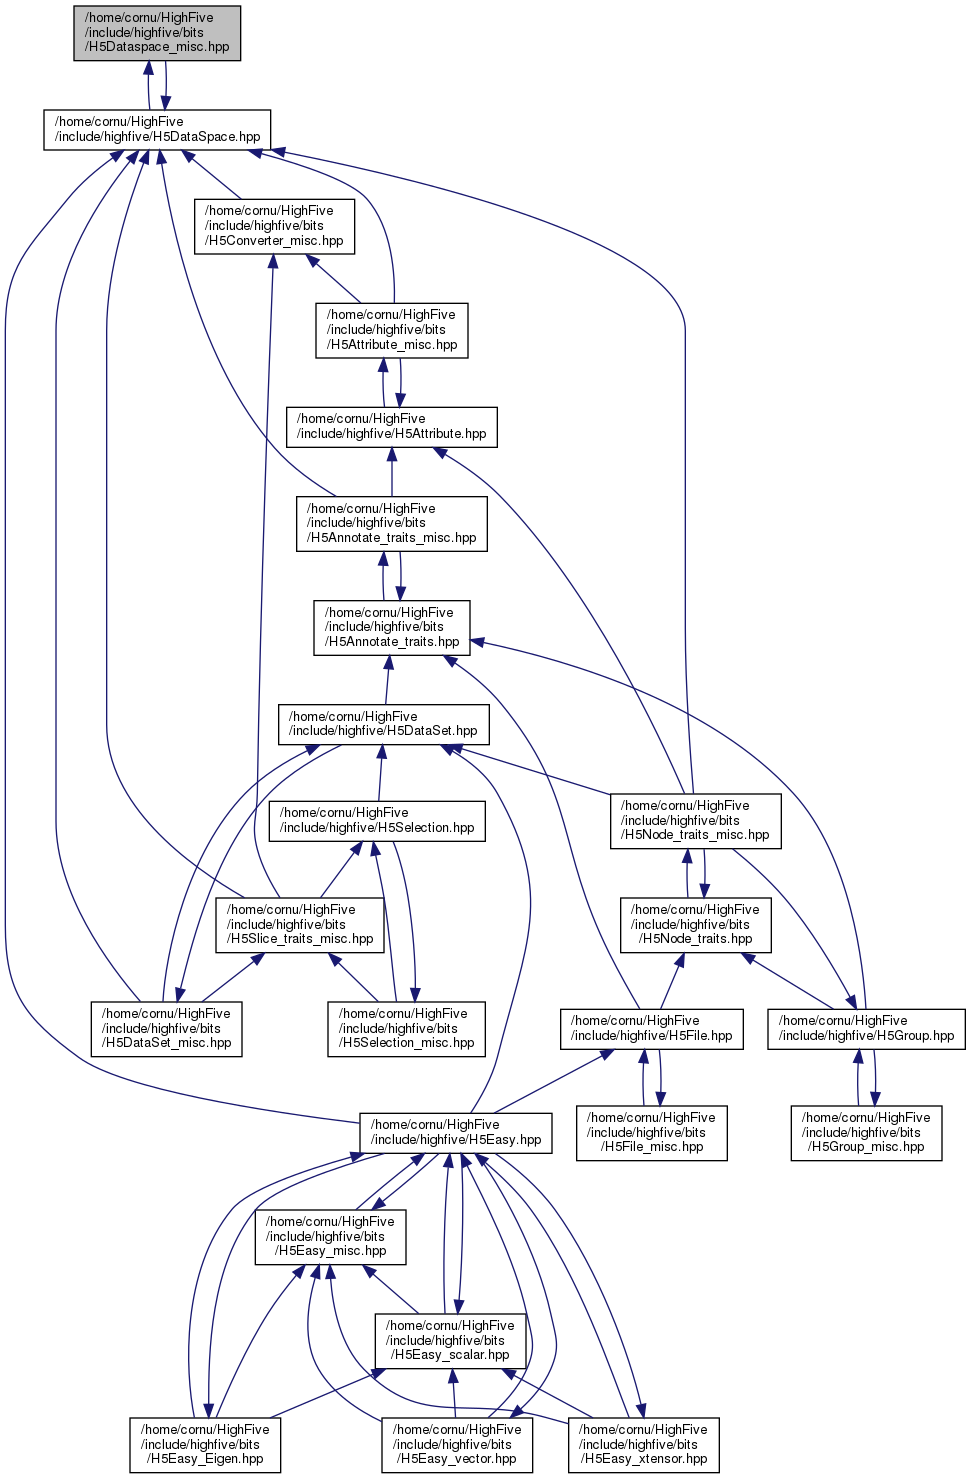 /home/cornu/HighFive
/include/highfive/bits
/H5Dataspace_misc.hpp
/home/cornu/HighFive
/include/highfive/H5DataSpace.hpp
/home/cornu/HighFive
/include/highfive/bits
/H5Converter_misc.hpp
/home/cornu/HighFive
/include/highfive/bits
/H5Attribute_misc.hpp
/home/cornu/HighFive
/include/highfive/H5Attribute.hpp
/home/cornu/HighFive
/include/highfive/bits
/H5Annotate_traits_misc.hpp
/home/cornu/HighFive
/include/highfive/bits
/H5Annotate_traits.hpp
/home/cornu/HighFive
/include/highfive/H5DataSet.hpp
/home/cornu/HighFive
/include/highfive/H5Selection.hpp
/home/cornu/HighFive
/include/highfive/bits
/H5Node_traits_misc.hpp
/home/cornu/HighFive
/include/highfive/bits
/H5Slice_traits_misc.hpp
/home/cornu/HighFive
/include/highfive/bits
/H5Node_traits.hpp
/home/cornu/HighFive
/include/highfive/bits
/H5DataSet_misc.hpp
/home/cornu/HighFive
/include/highfive/bits
/H5Selection_misc.hpp
/home/cornu/HighFive
/include/highfive/H5File.hpp
/home/cornu/HighFive
/include/highfive/H5Group.hpp
/home/cornu/HighFive
/include/highfive/H5Easy.hpp
/home/cornu/HighFive
/include/highfive/bits
/H5File_misc.hpp
/home/cornu/HighFive
/include/highfive/bits
/H5Group_misc.hpp
/home/cornu/HighFive
/include/highfive/bits
/H5Easy_misc.hpp
/home/cornu/HighFive
/include/highfive/bits
/H5Easy_scalar.hpp
/home/cornu/HighFive
/include/highfive/bits
/H5Easy_Eigen.hpp
/home/cornu/HighFive
/include/highfive/bits
/H5Easy_vector.hpp
/home/cornu/HighFive
/include/highfive/bits
/H5Easy_xtensor.hpp